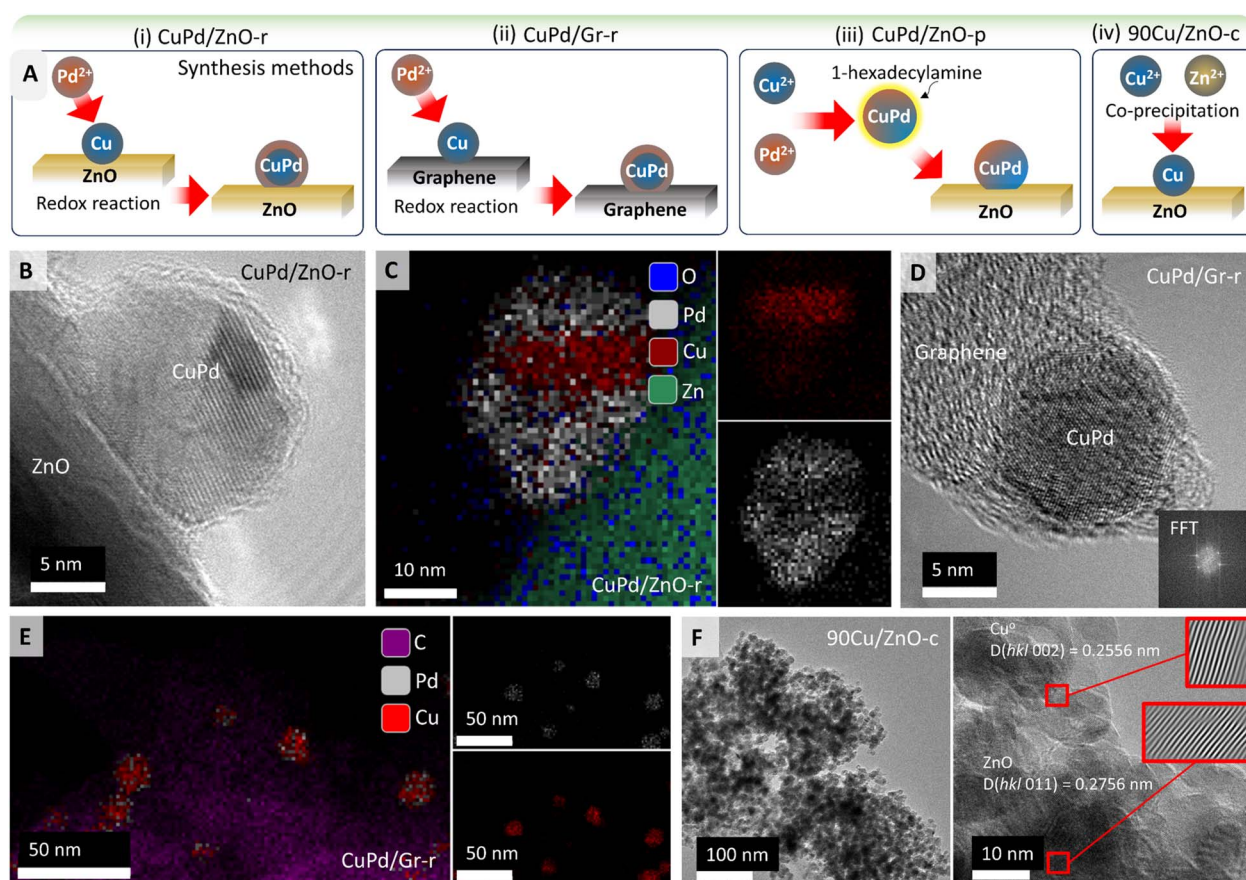 (i) CuPd/ZnO-r
(ii) CuPd/Gr-r
(iii) CuPd/ZnO-p
(iv) 90Cu/ZnO-c
A
Synthesis methods
Pd²⁺
Cu
ZnO
Redox reaction
CuPd
ZnO
Pd²⁺
Cu
Graphene
Redox reaction
CuPd
Graphene
Cu²⁺
Pd²⁺
1-hexadecylamine
CuPd
CuPd
ZnO
Cu²⁺
Zn²⁺
Co-precipitation
Cu
ZnO
B
CuPd/ZnO-r
CuPd
ZnO
5 nm
C
O
Pd
Cu
Zn
10 nm
CuPd/ZnO-r
D
CuPd/Gr-r
Graphene
CuPd
FFT
5 nm
E
C
Pd
Cu
50 nm
CuPd/Gr-r
50 nm
50 nm
F
90Cu/ZnO-c
100 nm
Cu⁰
D(hkl 002) = 0.2556 nm
ZnO
D(hkl 011) = 0.2756 nm
10 nm